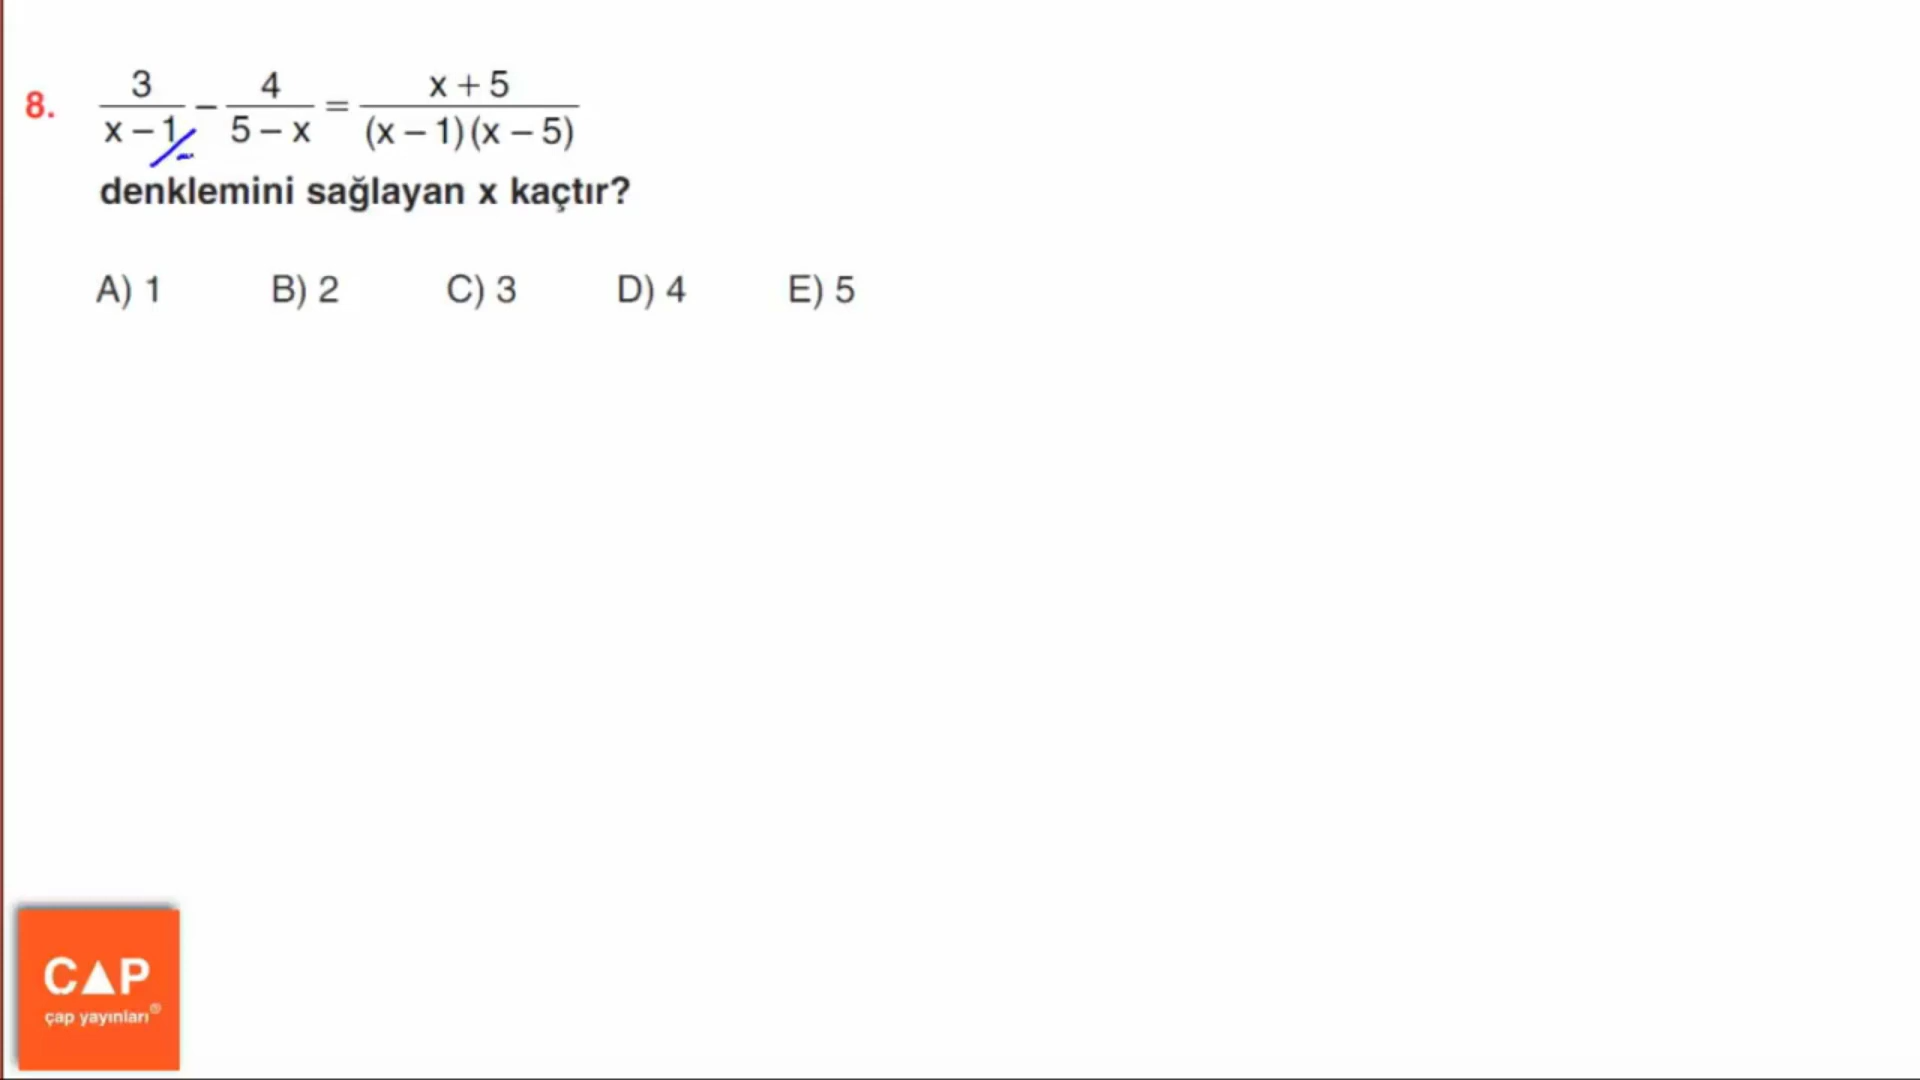 8. 3/(x − 1) − 4/(5 − x) = (x + 5)/((x − 1)(x − 5))
denklemini sağlayan x kaçtır?
A) 1 B) 2 C) 3 D) 4 E) 5
CAP
çap yayınları®